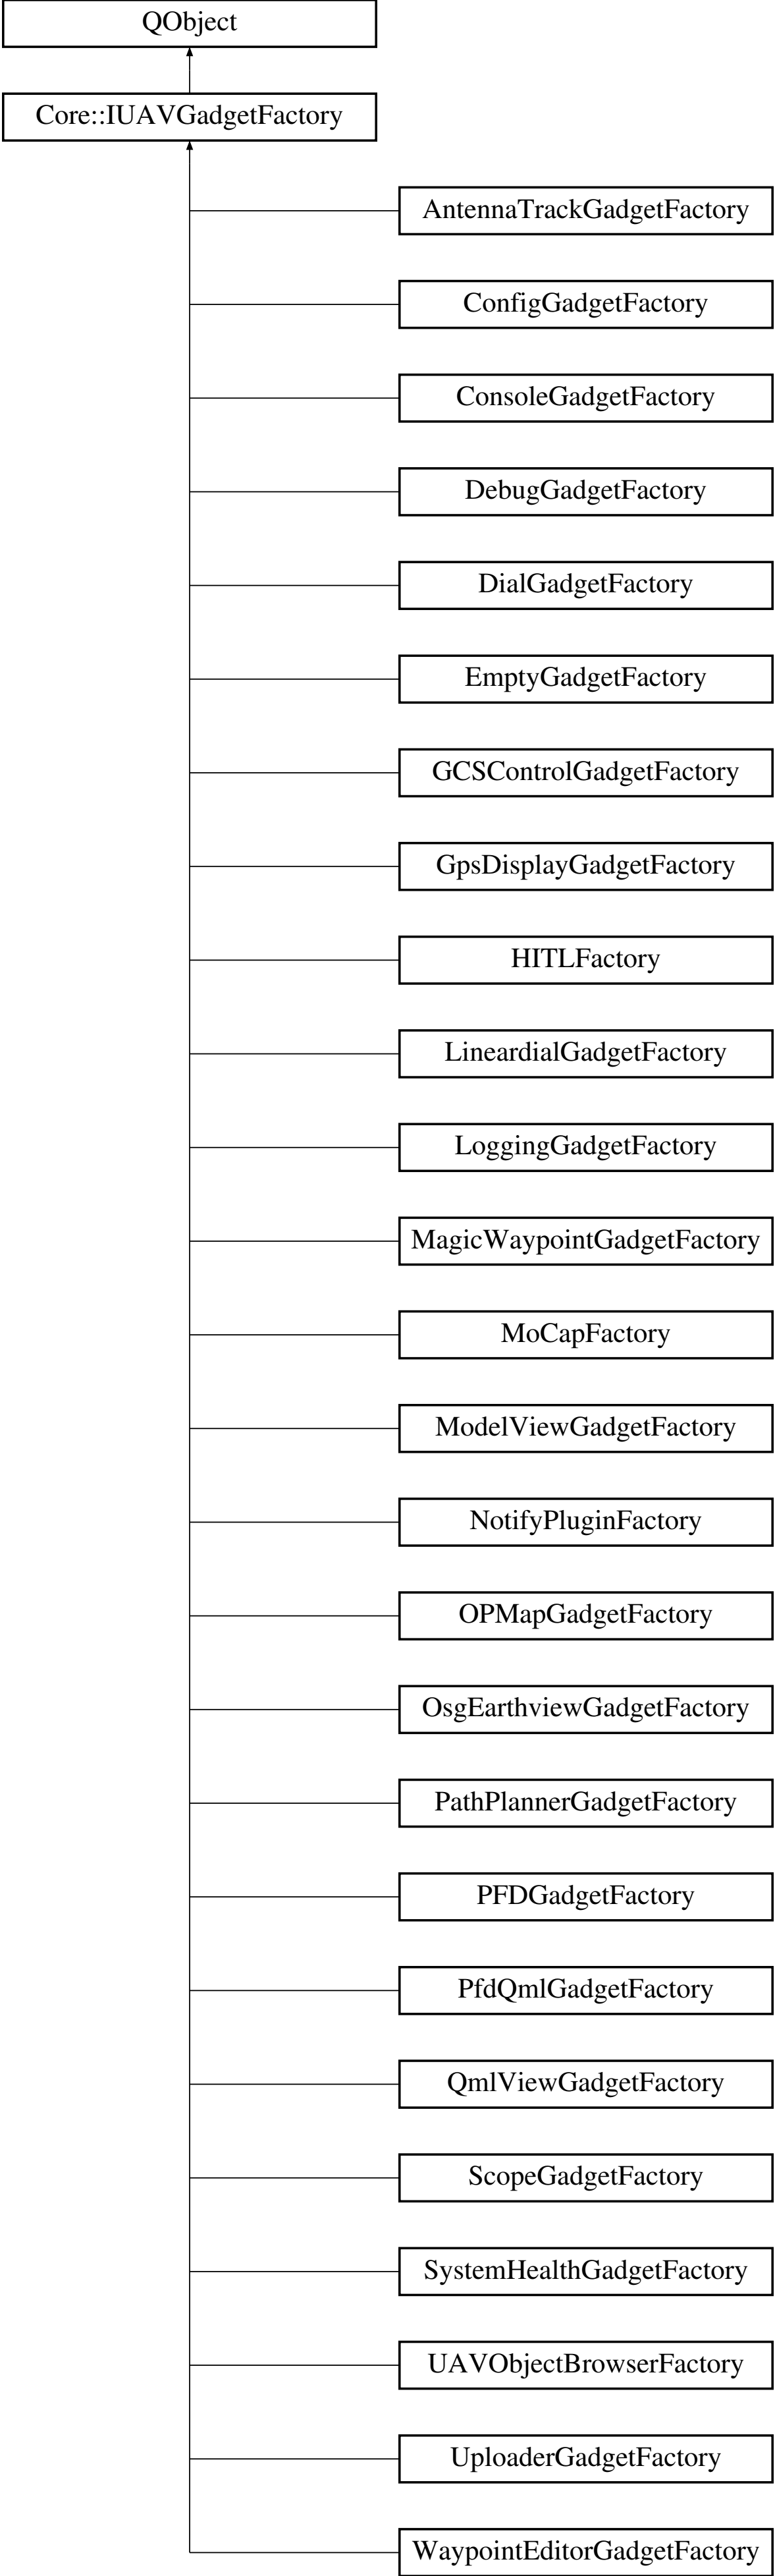 QObject
Core::IUAVGadgetFactory
AntennaTrackGadgetFactory
ConfigGadgetFactory
ConsoleGadgetFactory
DebugGadgetFactory
DialGadgetFactory
EmptyGadgetFactory
GCSControlGadgetFactory
GpsDisplayGadgetFactory
HITLFactory
LineardialGadgetFactory
LoggingGadgetFactory
MagicWaypointGadgetFactory
MoCapFactory
ModelViewGadgetFactory
NotifyPluginFactory
OPMapGadgetFactory
OsgEarthviewGadgetFactory
PathPlannerGadgetFactory
PFDGadgetFactory
PfdQmlGadgetFactory
QmlViewGadgetFactory
ScopeGadgetFactory
SystemHealthGadgetFactory
UAVObjectBrowserFactory
UploaderGadgetFactory
WaypointEditorGadgetFactory